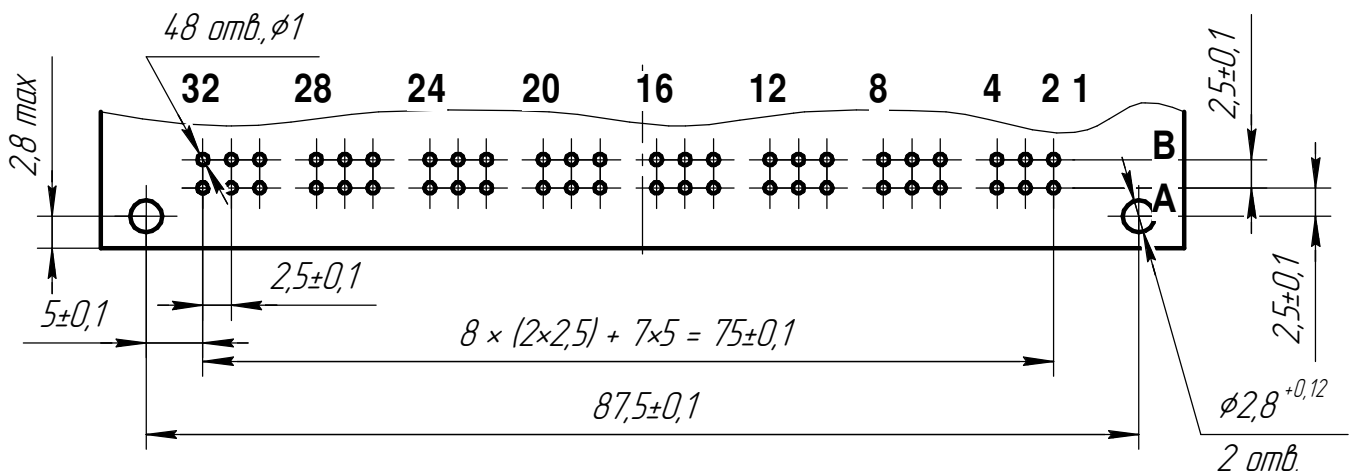 48 отв.,φ1
32 28 24 20 16 12 8 4 2 1
2,8 max
2,5±0,1
B
A
2,5±0,1
5±0,1
2,5±0,1
8 × (2×2,5) + 7×5 = 75±0,1
87,5±0,1
φ2,8 +0,12
2 отв.